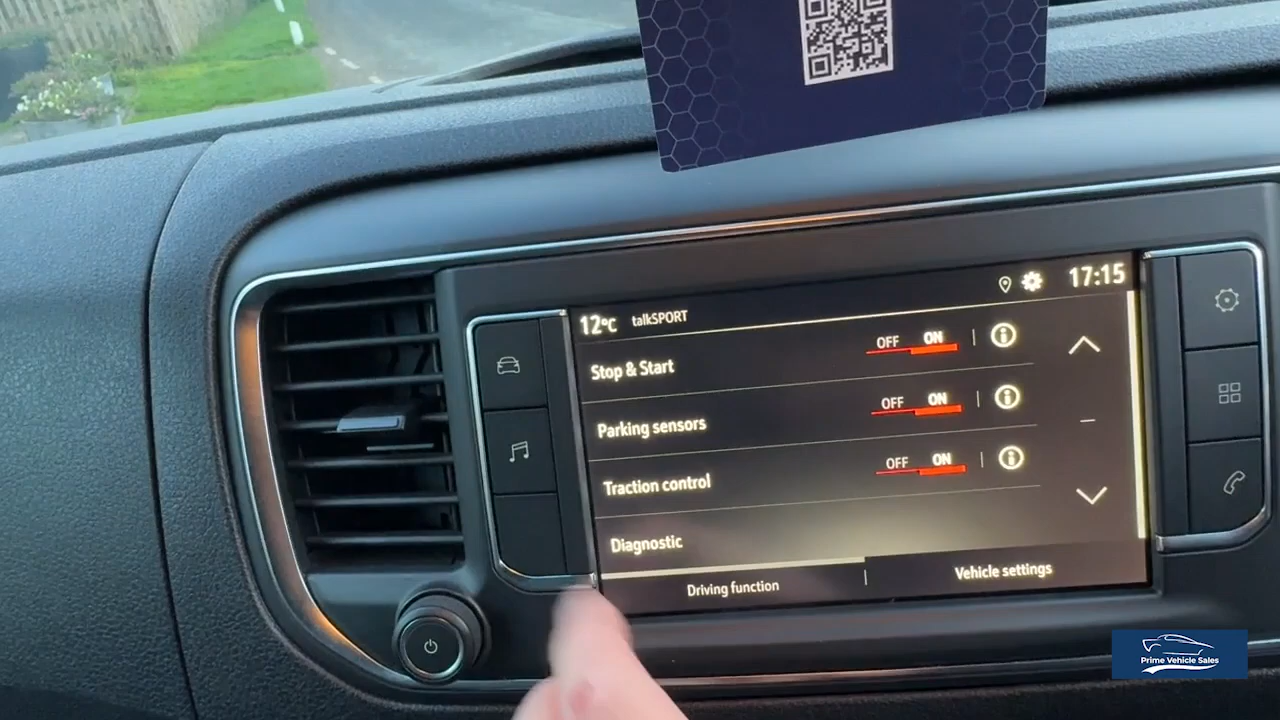 17:15
12°C talkSPORT
Stop & Start OFF ON
Parking sensors OFF ON
Traction control OFF ON
Diagnostic
Driving function Vehicle settings
Prime Vehicle Sales